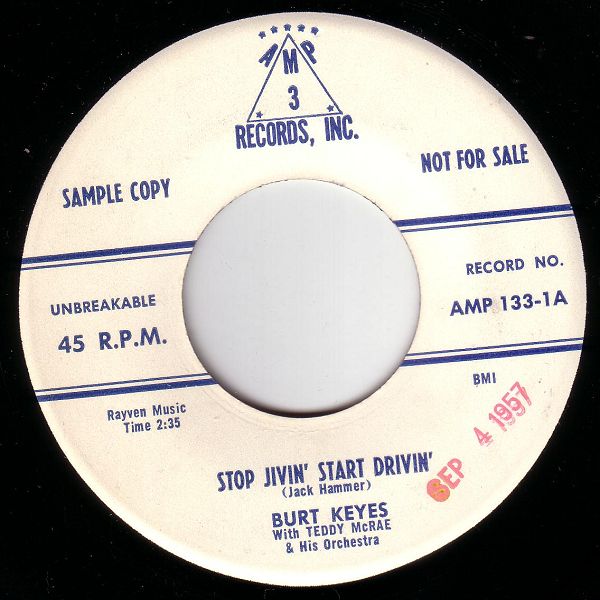 AMP
3
RECORDS, INC.
SAMPLE COPY
NOT FOR SALE
UNBREAKABLE
45 R.P.M.
RECORD NO.
AMP 133-1A
BMI
Rayven Music
Time 2:35
SEP 4 1957
STOP JIVIN' START DRIVIN'
(Jack Hammer)
BURT KEYES
With TEDDY McRAE
& His Orchestra